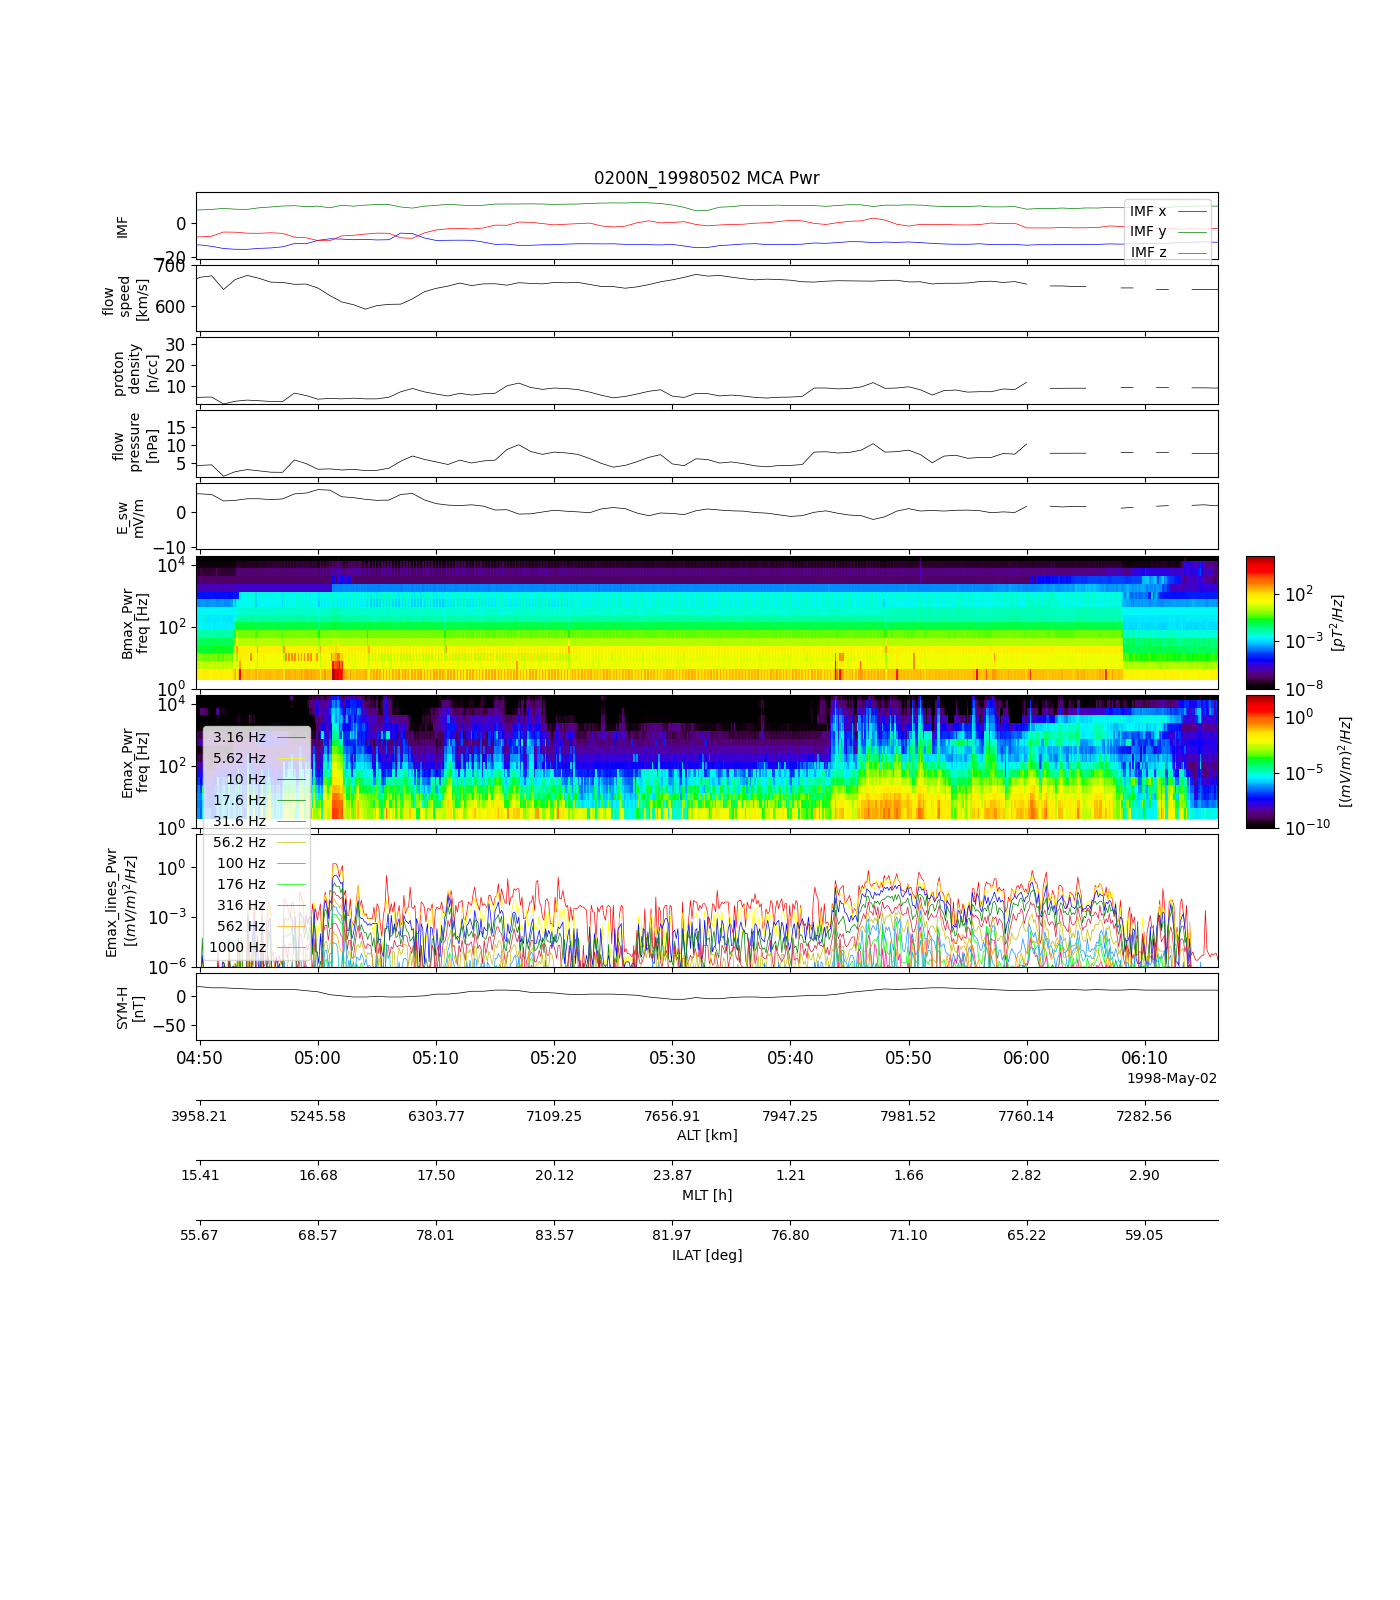 0200N_19980502 MCA Pwr
IMF
0
−20
IMF x
IMF y
IMF z
flow
speed
[km/s]
700
600
proton
density
[n/cc]
30
20
10
flow
pressure
[nPa]
15
10
5
E_sw
mV/m
0
−10
Bmax_Pwr
freq [Hz]
10^4
10^2
10^0
10^2
10^-3
10^-8
[pT^2/Hz]
Emax_Pwr
freq [Hz]
10^4
10^2
10^0
10^0
10^-5
10^-10
[(mV/m)^2/Hz]
3.16 Hz
5.62 Hz
10 Hz
17.6 Hz
31.6 Hz
56.2 Hz
100 Hz
176 Hz
316 Hz
562 Hz
1000 Hz
Emax_lines_Pwr
[(mV/m)^2/Hz]
10^0
10^-3
10^-6
SYM-H
[nT]
0
−50
04:50 05:00 05:10 05:20 05:30 05:40 05:50 06:00 06:10
1998-May-02
3958.21 5245.58 6303.77 7109.25 7656.91 7947.25 7981.52 7760.14 7282.56
ALT [km]
15.41 16.68 17.50 20.12 23.87 1.21 1.66 2.82 2.90
MLT [h]
55.67 68.57 78.01 83.57 81.97 76.80 71.10 65.22 59.05
ILAT [deg]